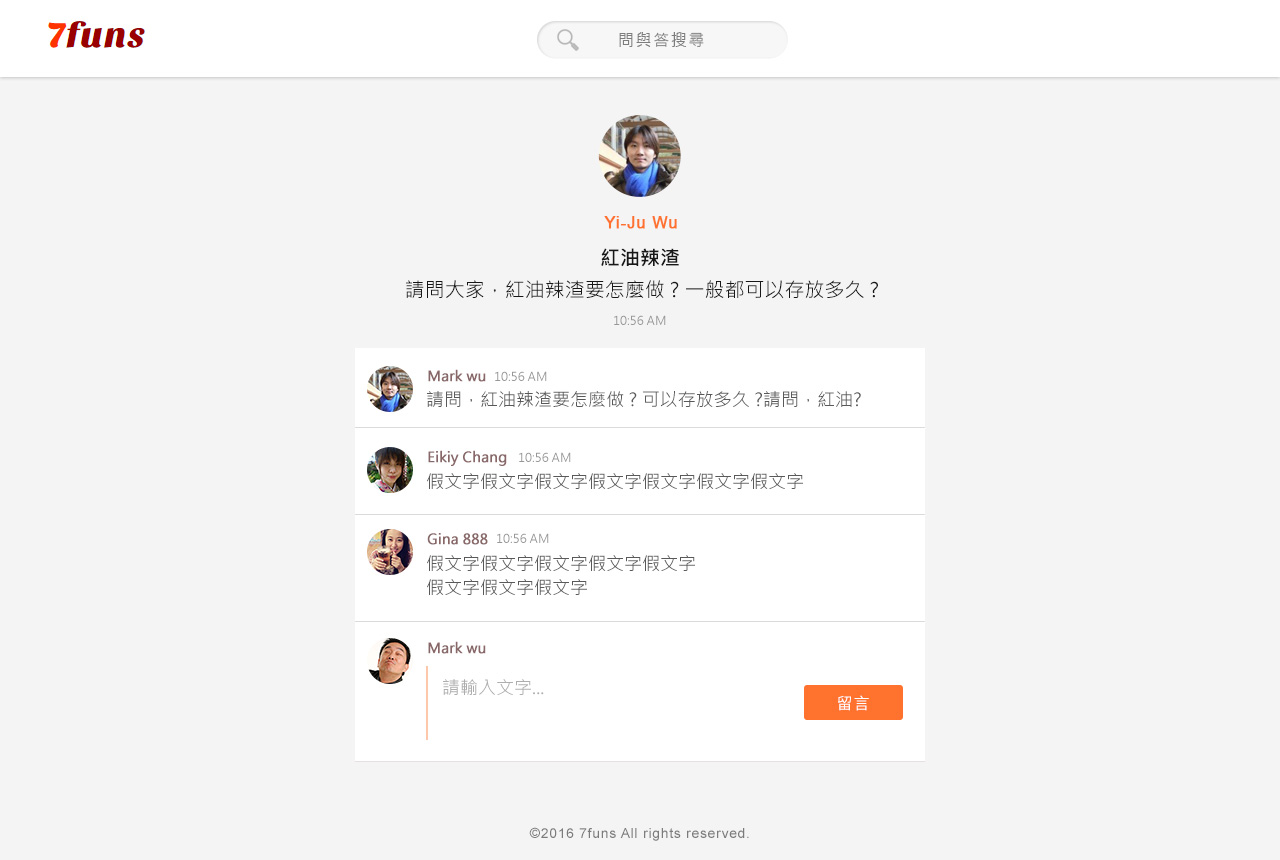 7funs
問與答搜尋
Yi-Ju Wu
紅油辣渣
請問大家，紅油辣渣要怎麼做？一般都可以存放多久？
10:56 AM
Mark wu 10:56 AM
請問，紅油辣渣要怎麼做？可以存放多久？請問，紅油?
Eikiy Chang 10:56 AM
假文字假文字假文字假文字假文字假文字假文字
Gina 888 10:56 AM
假文字假文字假文字假文字假文字
假文字假文字假文字
Mark wu
請輸入文字...
留言
©2016 7funs All rights reserved.